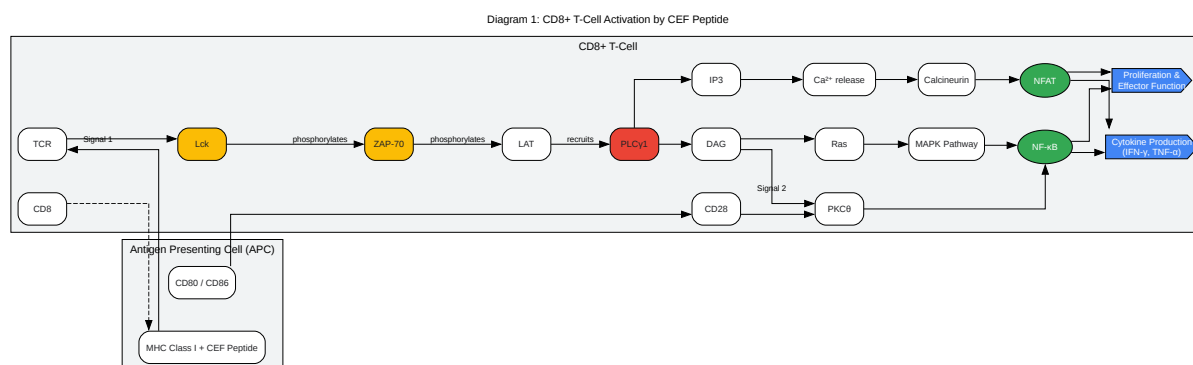 Diagram 1: CD8+ T-Cell Activation by CEF Peptide
CD8+ T-Cell
IP3
Ca²⁺ release
Calcineurin
NFAT
Proliferation &
Effector Function
TCR
Signal 1
Lck
phosphorylates
ZAP-70
phosphorylates
LAT
recruits
PLCγ1
DAG
Ras
MAPK Pathway
NF-κB
Cytokine Production
(IFN-γ, TNF-α)
Signal 2
CD8
CD28
PKCθ
Antigen Presenting Cell (APC)
CD80 / CD86
MHC Class I + CEF Peptide